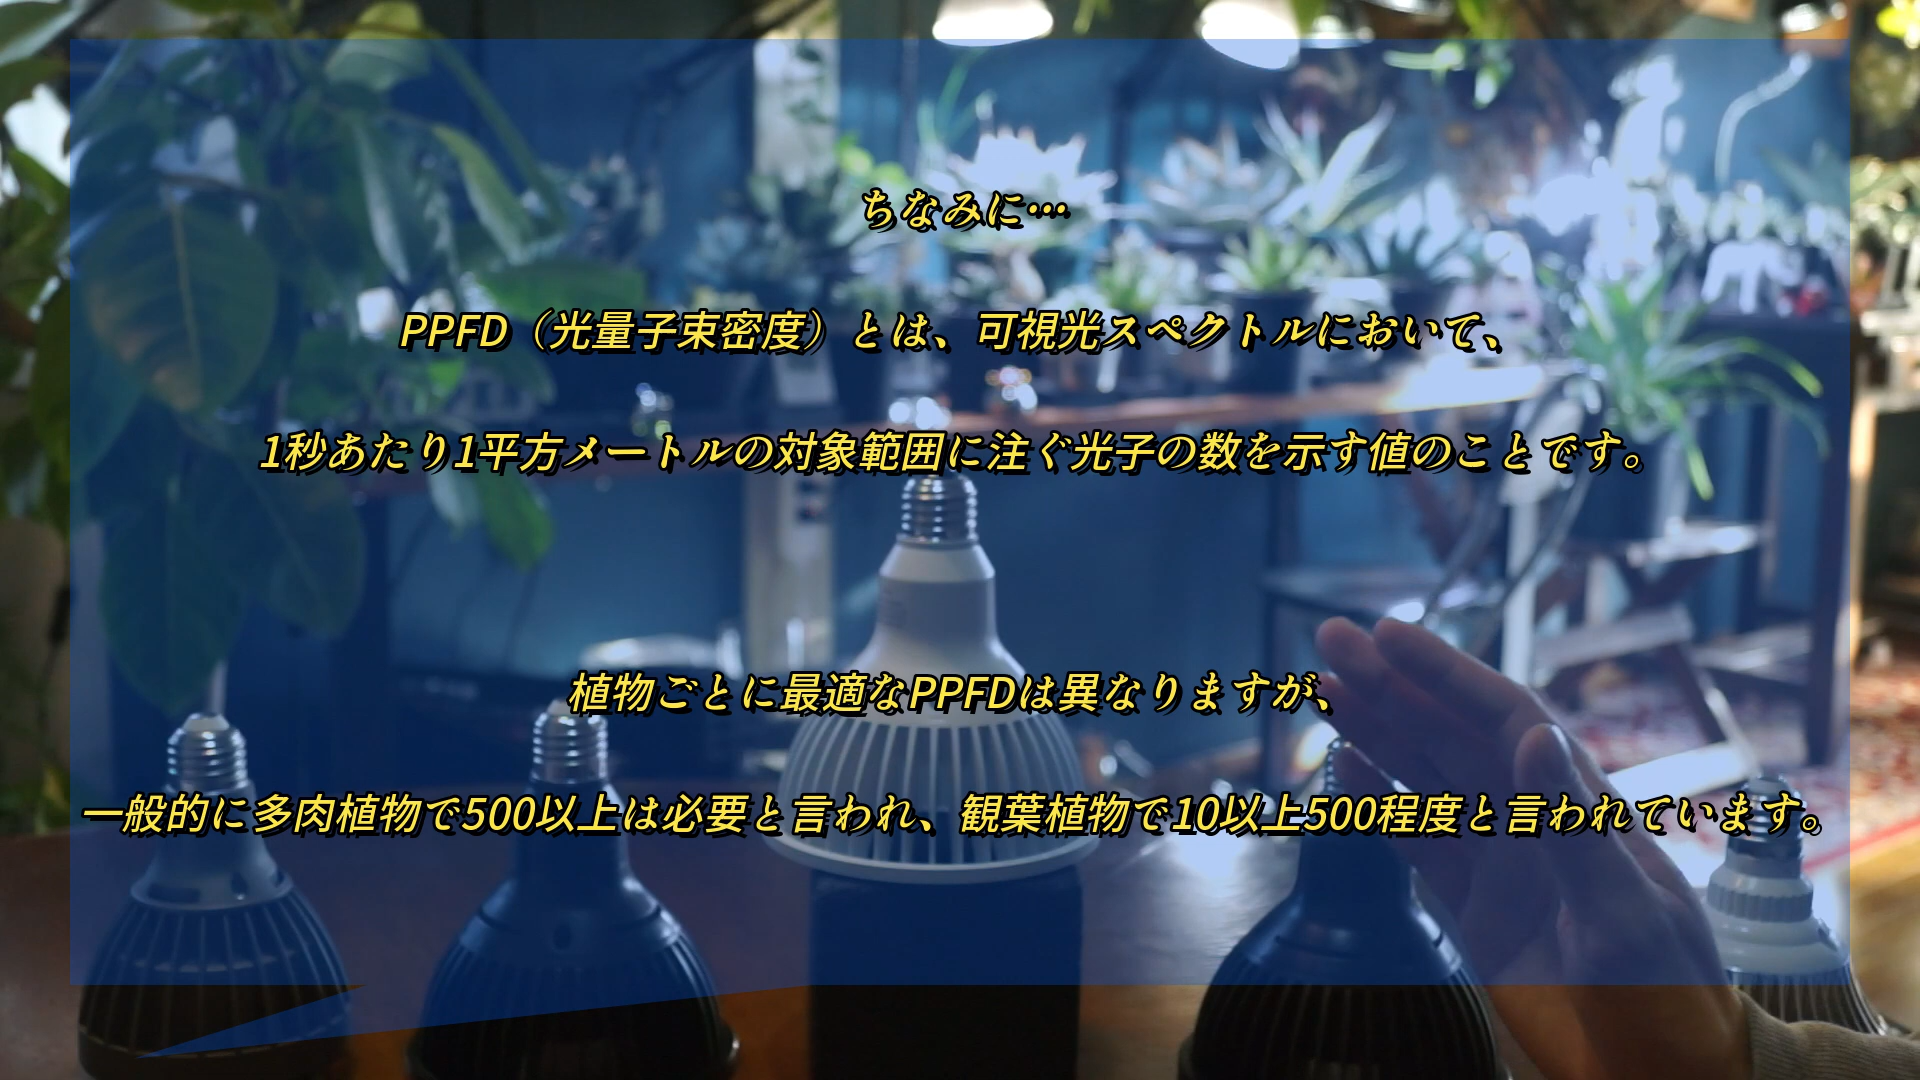 ちなみに…
PPFD（光量子束密度）とは、可視光スペクトルにおいて、
1秒あたり1平方メートルの対象範囲に注ぐ光子の数を示す値のことです。
植物ごとに最適なPPFDは異なりますが、
一般的に多肉植物で500以上は必要と言われ、観葉植物で10以上500程度と言われています。